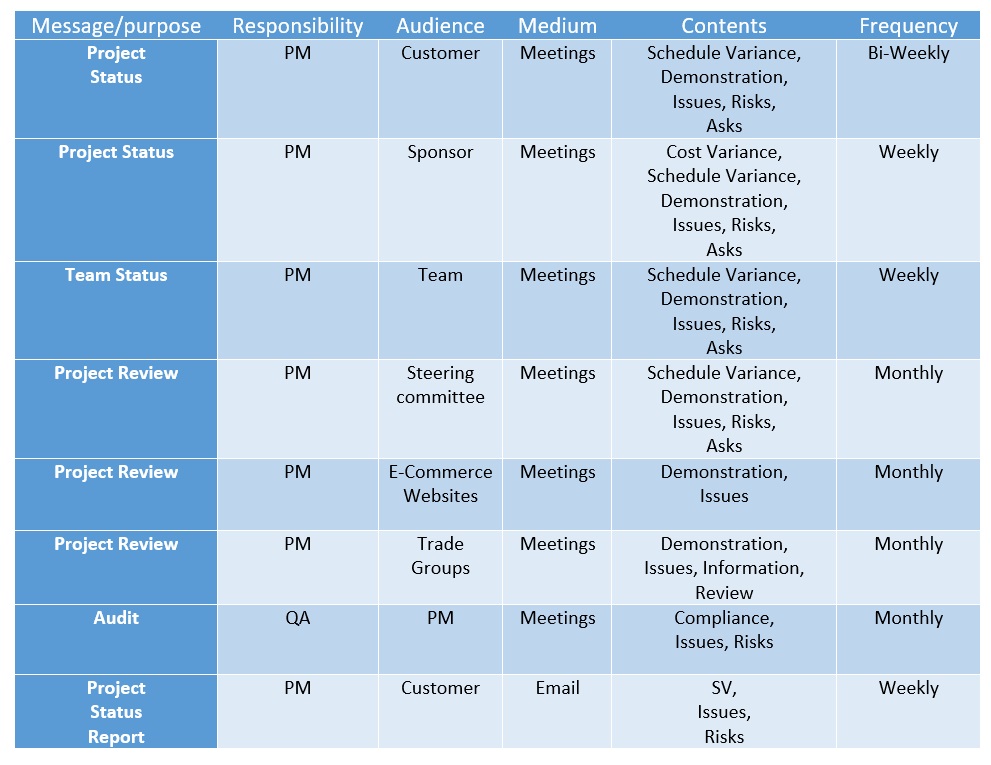 Message/purpose Responsibility Audience Medium Contents Frequency
Project Status PM Customer Meetings Schedule Variance, Demonstration, Issues, Risks, Asks Bi-Weekly
Project Status PM Sponsor Meetings Cost Variance, Schedule Variance, Demonstration, Issues, Risks, Asks Weekly
Team Status PM Team Meetings Schedule Variance, Demonstration, Issues, Risks, Asks Weekly
Project Review PM Steering committee Meetings Schedule Variance, Demonstration, Issues, Risks, Asks Monthly
Project Review PM E-Commerce Websites Meetings Demonstration, Issues Monthly
Project Review PM Trade Groups Meetings Demonstration, Issues, Information, Review Monthly
Audit QA PM Meetings Compliance, Issues, Risks Monthly
Project Status Report PM Customer Email SV, Issues, Risks Weekly